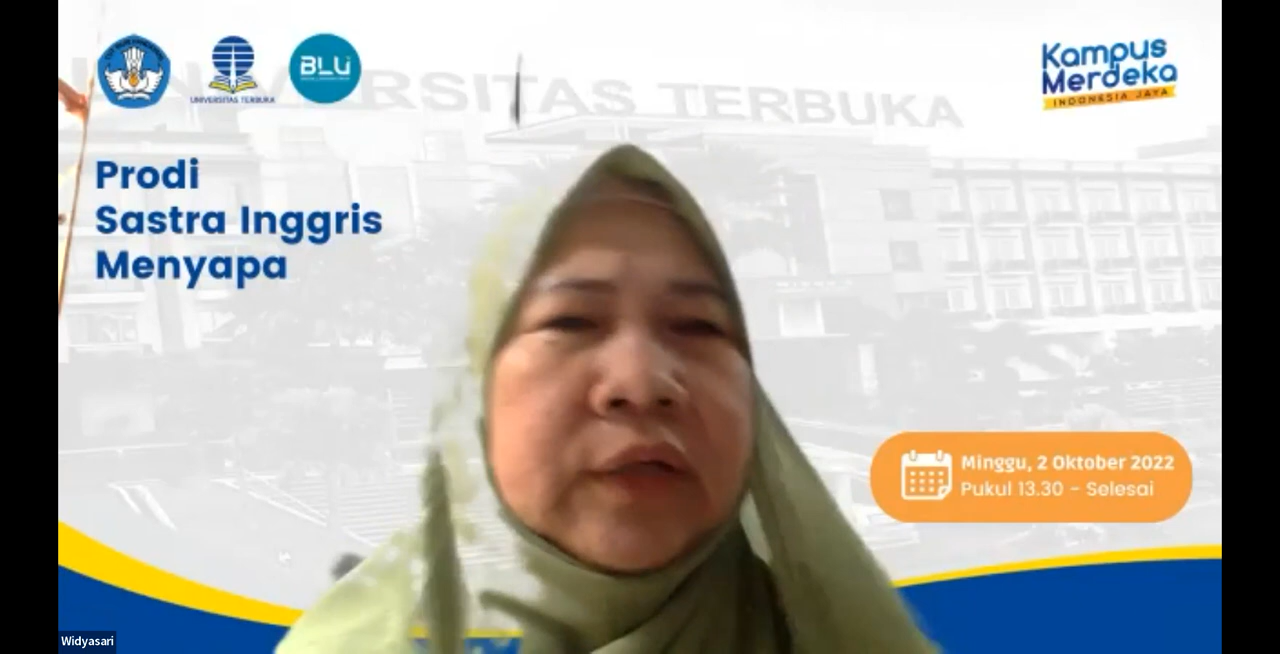 UNIVERSITAS TERBUKA
BLU
Kampus
Merdeka
INDONESIA JAYA
RSITAS TERBUKA
Prodi
Sastra Inggris
Menyapa
Minggu, 2 Oktober 2022
Pukul 13.30 - Selesai
Widyasari